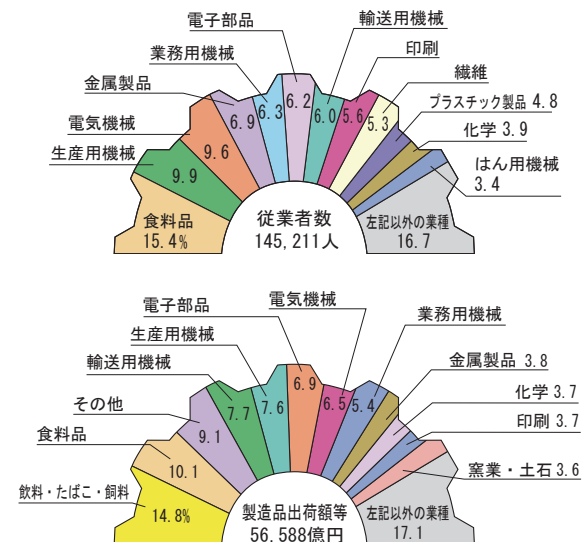 電子部品
輸送用機械
業務用機械
印刷
金属製品
繊維
電気機械
プラスチック製品 4.8
生産用機械
化学 3.9
はん用機械
3.4
6.9
6.3
6.2
6.0
5.6
5.3
9.6
9.9
食料品
15.4%
従業者数
145,211人
左記以外の業種
16.7
電子部品
電気機械
業務用機械
生産用機械
輸送用機械
金属製品 3.8
その他
化学 3.7
食料品
印刷 3.7
飲料・たばこ・飼料
窯業・土石 3.6
7.7
7.6
6.9
6.5
5.4
9.1
10.1
14.8%
製造品出荷額等
56,588億円
左記以外の業種
17.1